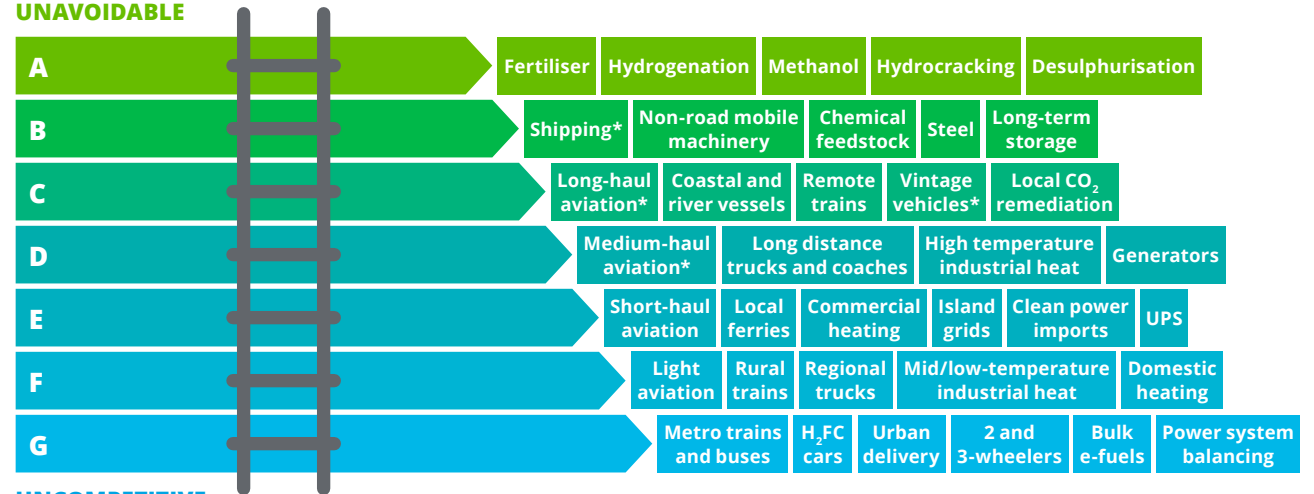 UNAVOIDABLE
A
Fertiliser
Hydrogenation
Methanol
Hydrocracking
Desulphurisation
B
Shipping*
Non-road mobile
machinery
Chemical
feedstock
Steel
Long-term
storage
C
Long-haul
aviation*
Coastal and
river vessels
Remote
trains
Vintage
vehicles*
Local CO₂
remediation
D
Medium-haul
aviation*
Long distance
trucks and coaches
High temperature
industrial heat
Generators
E
Short-haul
aviation
Local
ferries
Commercial
heating
Island
grids
Clean power
imports
UPS
F
Light
aviation
Rural
trains
Regional
trucks
Mid/low-temperature
industrial heat
Domestic
heating
G
Metro trains
and buses
H₂FC
cars
Urban
delivery
2 and
3-wheelers
Bulk
e-fuels
Power system
balancing
UNCOMPETITIVE